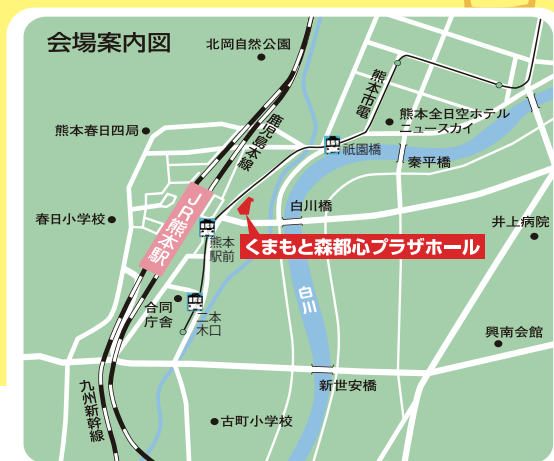 会場案内図
北岡自然公園
熊本市電
熊本全日空ホテル
ニュースカイ
熊本春日四局
鹿児島本線
祇園橋
秦平橋
JR熊本駅
白川橋
春日小学校
井上病院
熊本
駅前
くまもと森都心プラザホール
白川
合同
庁舎
二本
木口
興南会館
新世安橋
九州新幹線
古町小学校